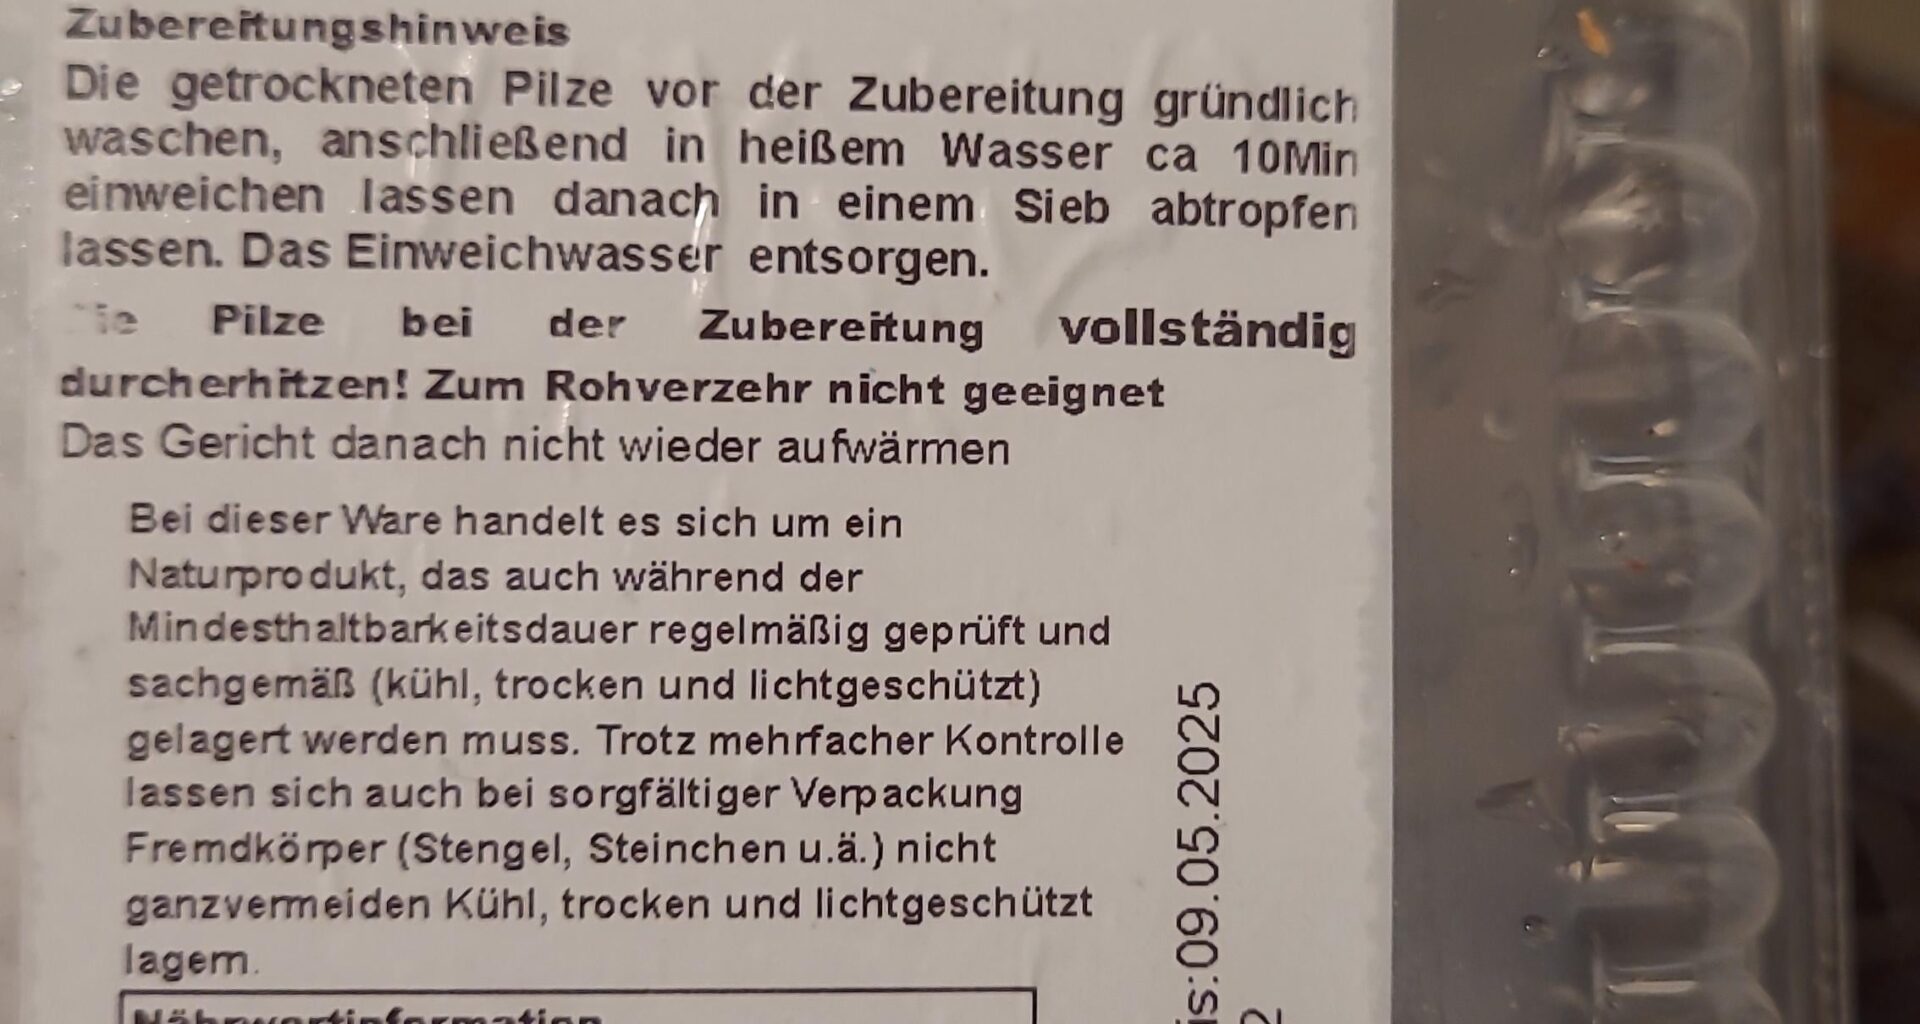 Zubereitungshinweis
Die getrockneten Pilze vor der Zubereitung gründlich
waschen, anschließend in heißem Wasser ca 10Min
einweichen lassen danach in einem Sieb abtropfen
lassen. Das Einweichwasser entsorgen.
Pilze bei der Zubereitung vollständig
durcherhitzen! Zum Rohverzehr nicht geeignet
Das Gericht danach nicht wieder aufwärmen
Bei dieser Ware handelt es sich um ein
Naturprodukt, das auch während der
Mindesthaltbarkeitsdauer regelmäßig geprüft und
sachgemäß (kühl, trocken und lichtgeschützt)
gelagert werden muss. Trotz mehrfacher Kontrolle
lassen sich auch bei sorgfältiger Verpackung
Fremdkörper (Stengel, Steinchen u.ä.) nicht
ganzvermeiden Kühl, trocken und lichtgeschützt
lagern.
Nährwertinformation
is:09.05.2025